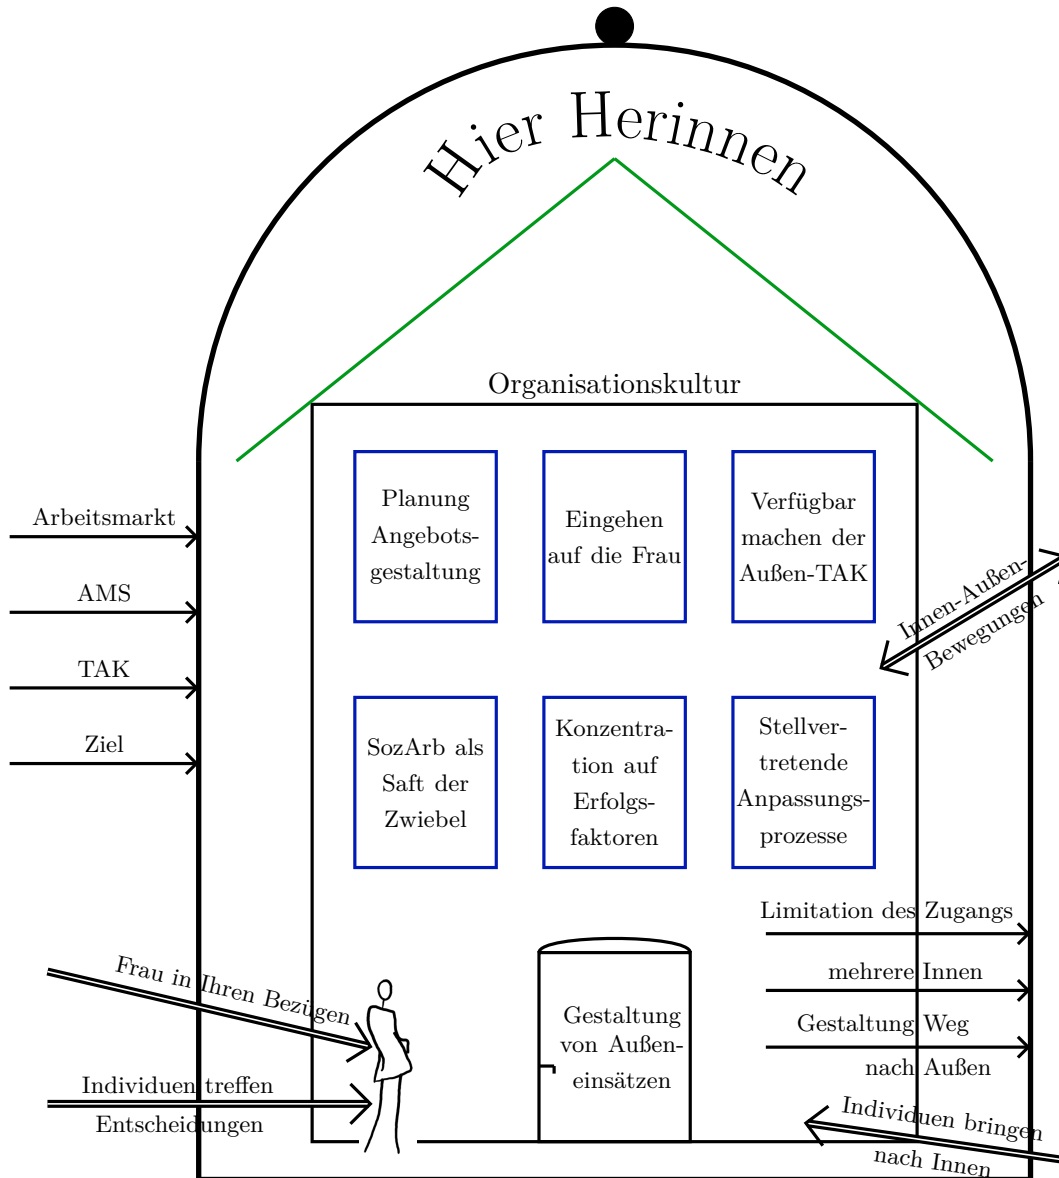 Hier Herinnen
Organisationskultur
Planung
Angebots-
gestaltung
Eingehen
auf die Frau
Verfügbar
machen der
Außen-TAK
Arbeitsmarkt
AMS
TAK
Ziel
Innen-Außen-
Bewegungen
SozArb als
Saft der
Zwiebel
Konzentra-
tion auf
Erfolgs-
faktoren
Stellver-
tretende
Anpassungs-
prozesse
Limitation des Zugangs
mehrere Innen
Gestaltung Weg
nach Außen
Frau in Ihren Bezügen
Individuen treffen
Entscheidungen
Gestaltung
von Außen-
einsätzen
Individuen bringen
nach Innen